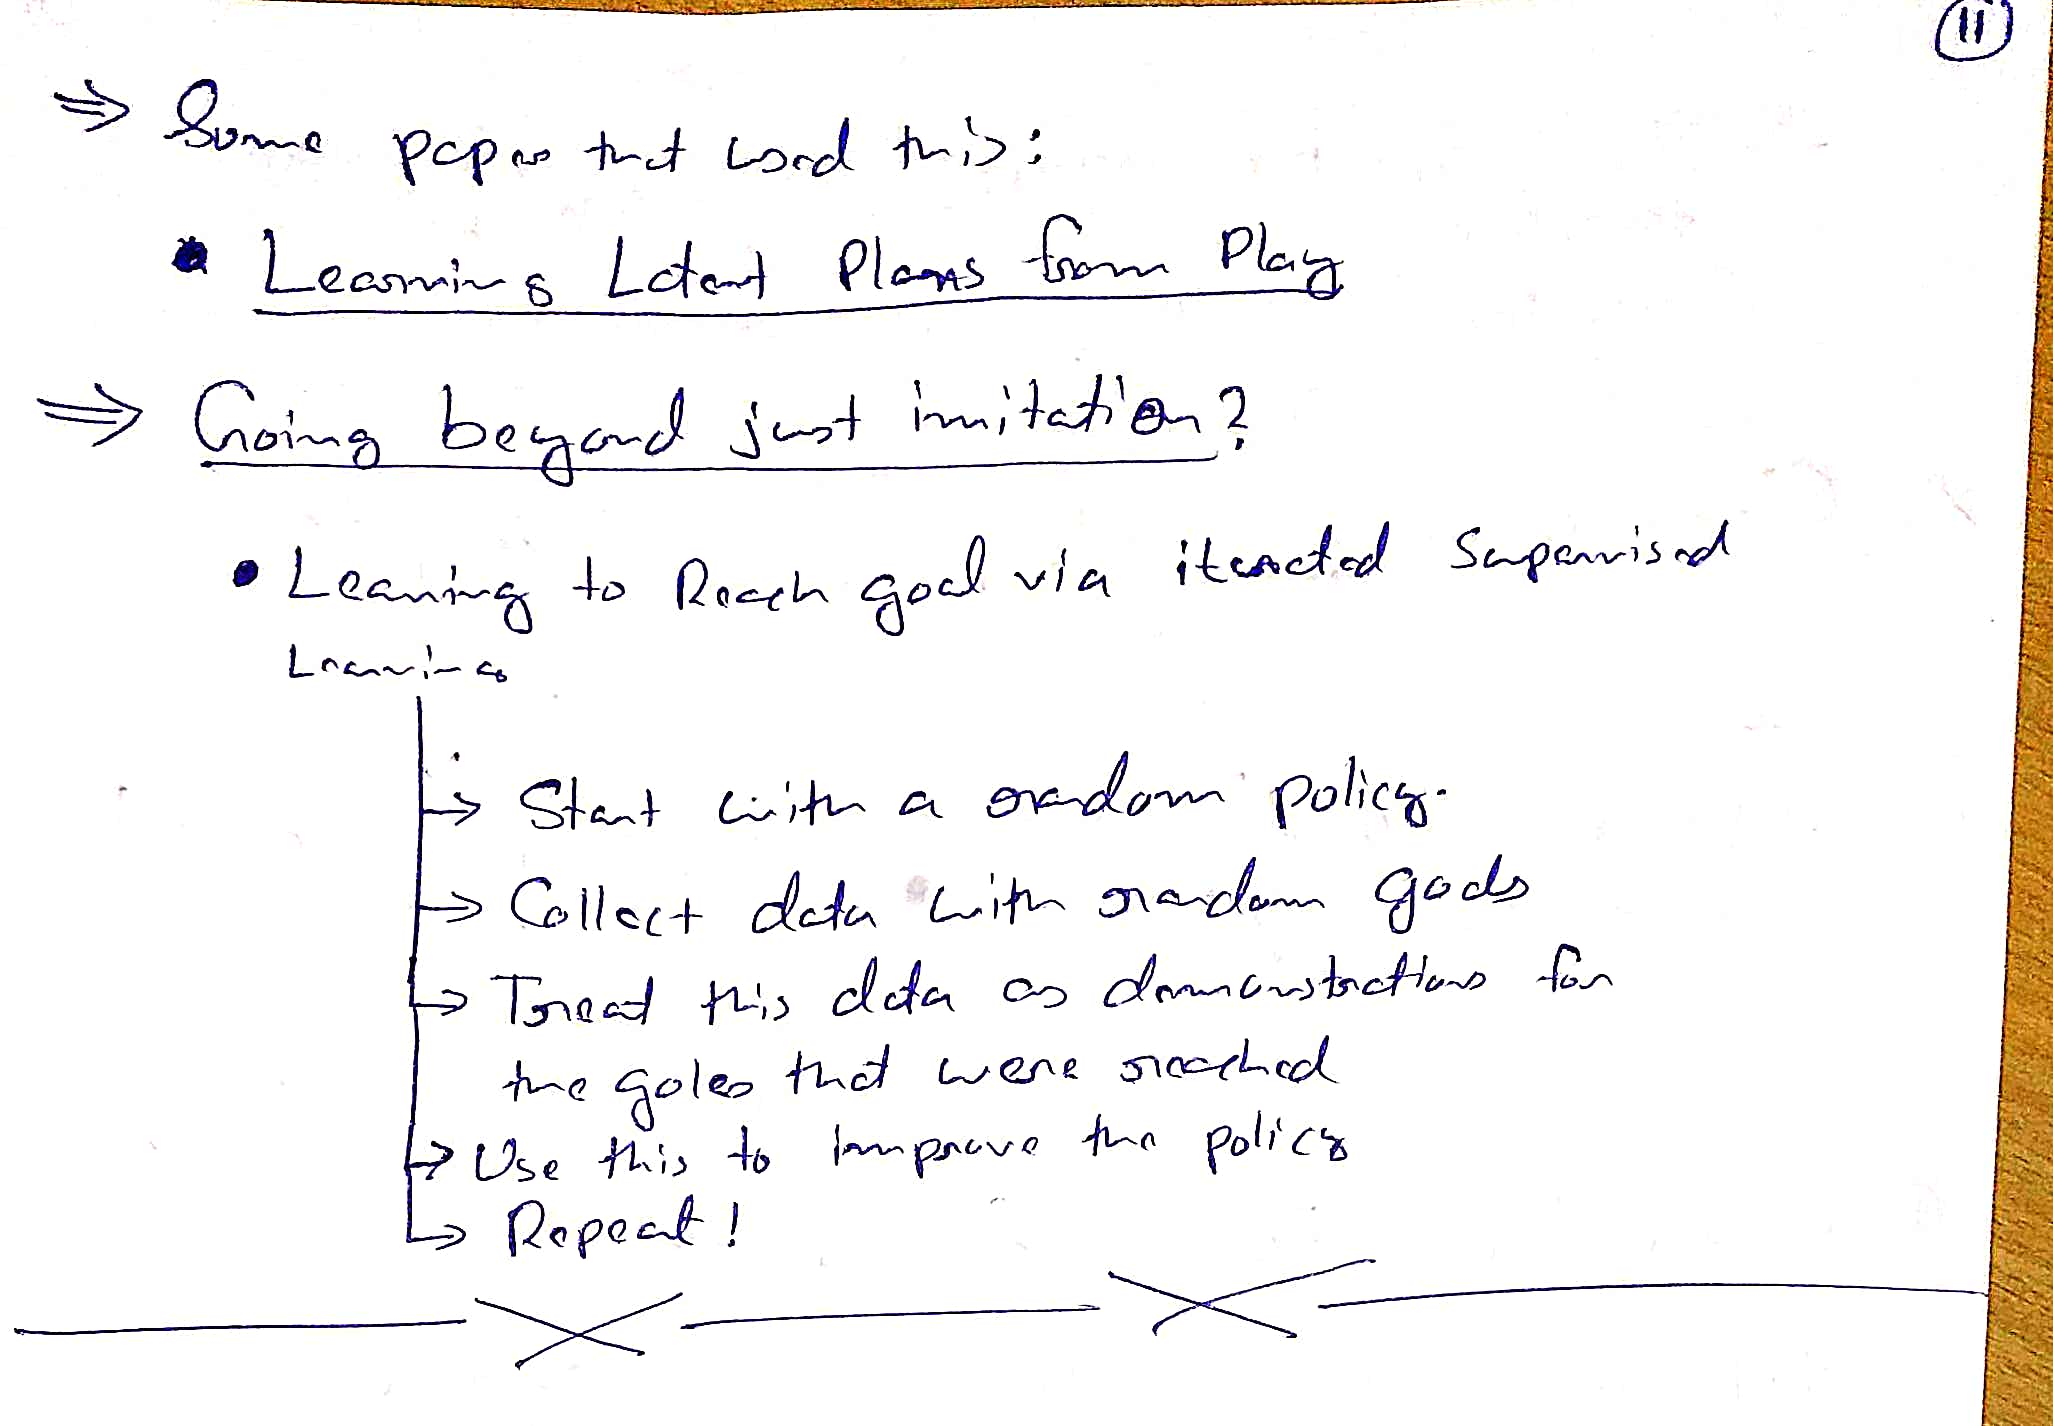 11
⇒ Some papers that used this:
• Learning Latent Plans from Play
⇒ Going beyond just imitation?
• Learning to Reach goal via iterated Supervised
Learning
→ Start with a random policy.
→ Collect data with random goals
→ Treat this data as demonstrations for
the goles that were reached
→ Use this to improve the policy
→ Repeat!